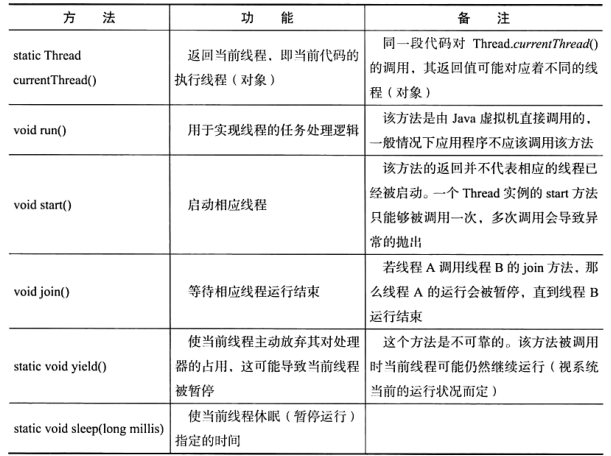 方 法 功 能 备 注
static Thread
currentThread()
返回当前线程，即当前代码的
执行线程（对象）
同一段代码对 Thread.currentThread()
的调用，其返回值可能对应着不同的线
程（对象）
void run()
用于实现线程的任务处理逻辑
该方法是由 Java 虚拟机直接调用的，
一般情况下应用程序不应该调用该方法
void start()
启动相应线程
该方法的返回并不代表相应的线程已
经被启动。一个 Thread 实例的 start 方法
只能够被调用一次，多次调用会导致异
常的抛出
void join()
等待相应线程运行结束
若线程 A 调用线程 B 的 join 方法，那
么线程 A 的运行会被暂停，直到线程 B
运行结束
static void yield()
使当前线程主动放弃其对处理
器的占用，这可能导致当前线程
被暂停
这个方法是不可靠的。该方法被调用
时当前线程可能仍然继续运行（视系统
当前的运行状况而定）
static void sleep(long millis)
使当前线程休眠（暂停运行）
指定的时间